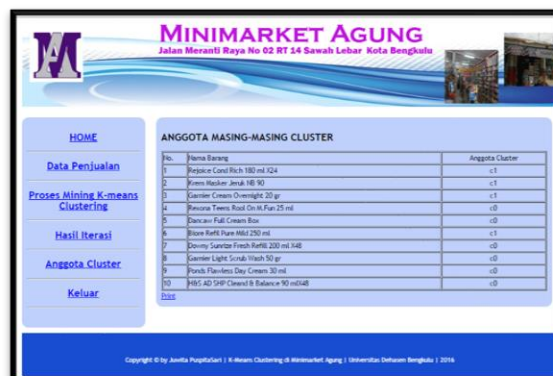 MINIMARKET AGUNG
Jalan Meranti Raya No 02 RT 14 Sawah Lebar Kota Bengkulu
HOME
Data Penjualan
Proses Mining K-means
Clustering
Hasil Iterasi
Anggota Cluster
Keluar
ANGGOTA MASING-MASING CLUSTER
No. Nama Barang Anggota Cluster
1 Rejoice Cond Rich 180 ml X24 c1
2 Krem Masker Jeruk NB 90 c1
3 Garnier Cream Overnight 20 gr c1
4 Rexona Teens Rool On M.Fun 25 ml c0
5 Dancaw Full Cream Box c0
6 Biore Refil Pure Mild 250 ml c1
7 Downy Sunrize Fresh Refill 200 ml X48 c0
8 Garnier Light Scrub Wash 50 gr c0
9 Ponds Flawless Day Cream 30 ml c0
10 H&S AD SHP Cleand & Balance 90 mlX48 c0
Print
Copyright © by Juwita PuspitaSari | K-Means Clustering di Minimarket Agung | Universitas Dehasen Bengkulu | 2016